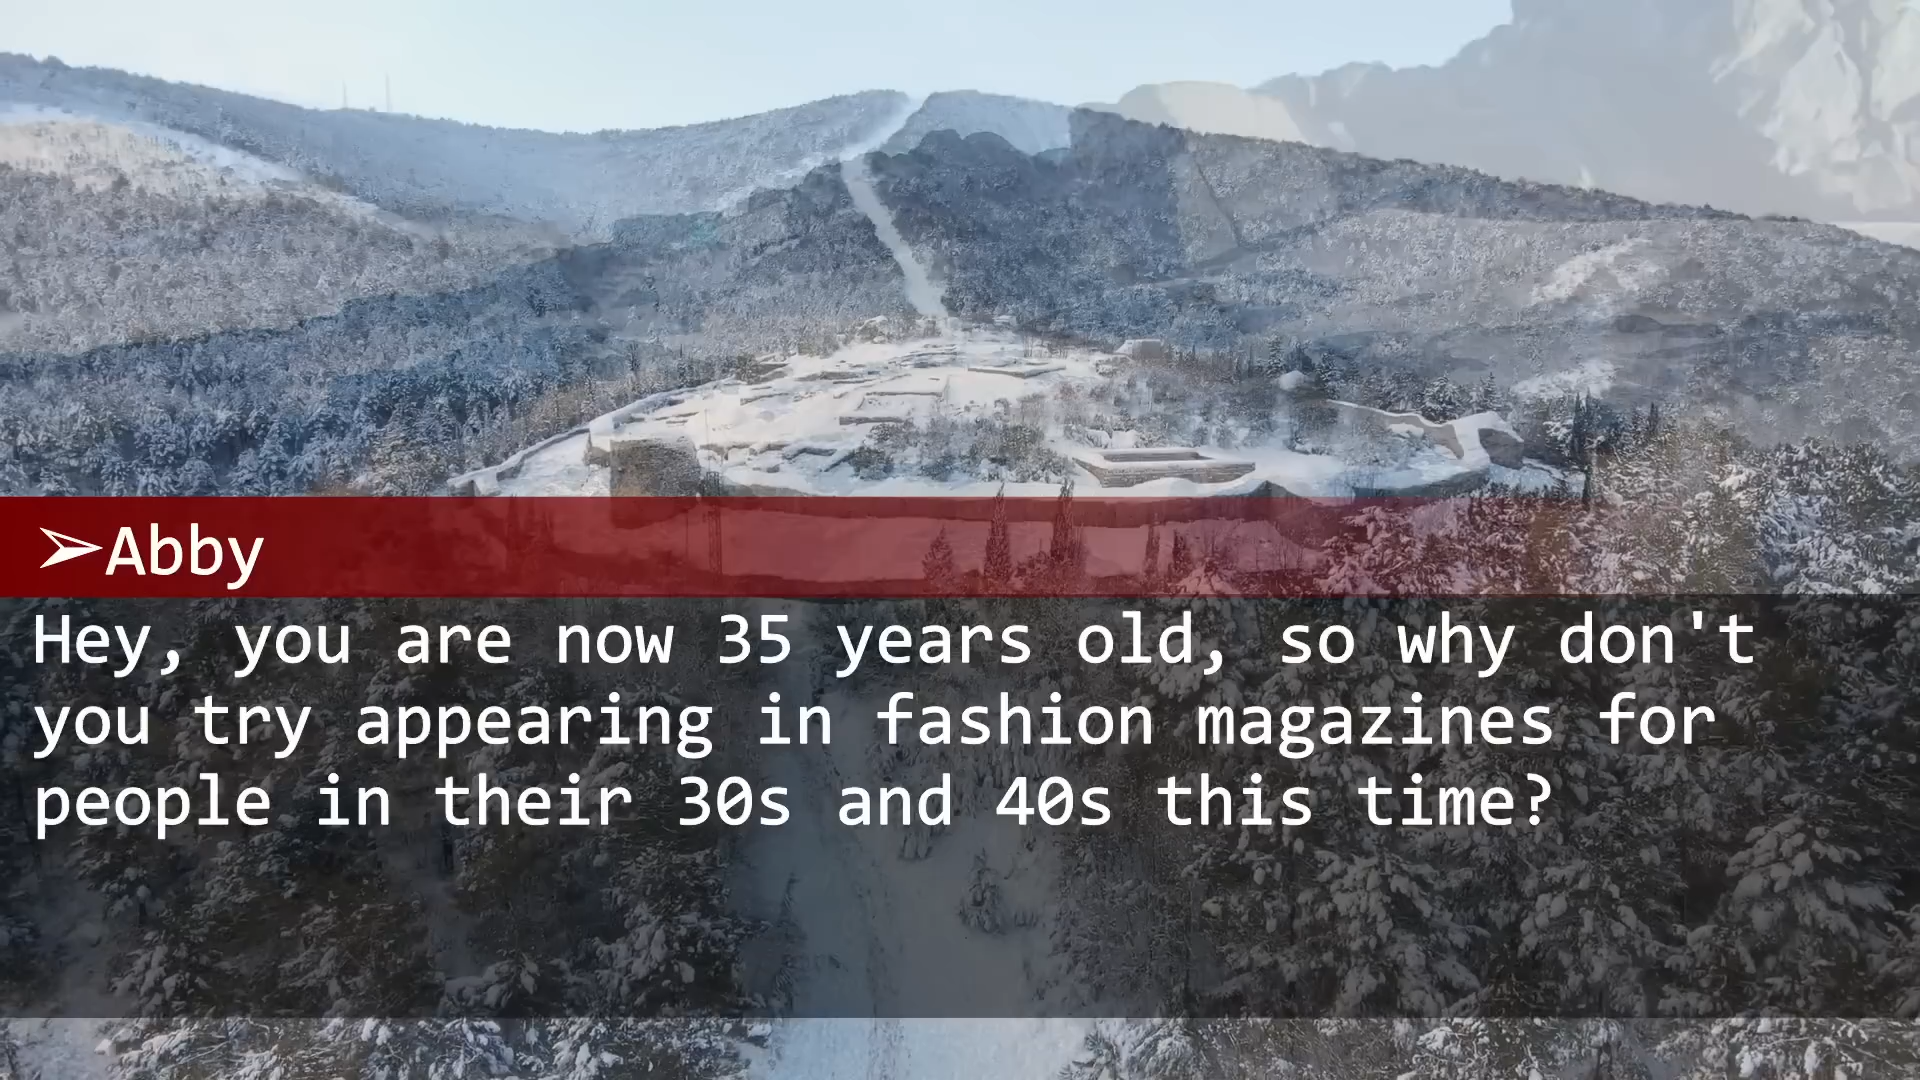 ➢Abby
Hey, you are now 35 years old, so why don't
you try appearing in fashion magazines for
people in their 30s and 40s this time?